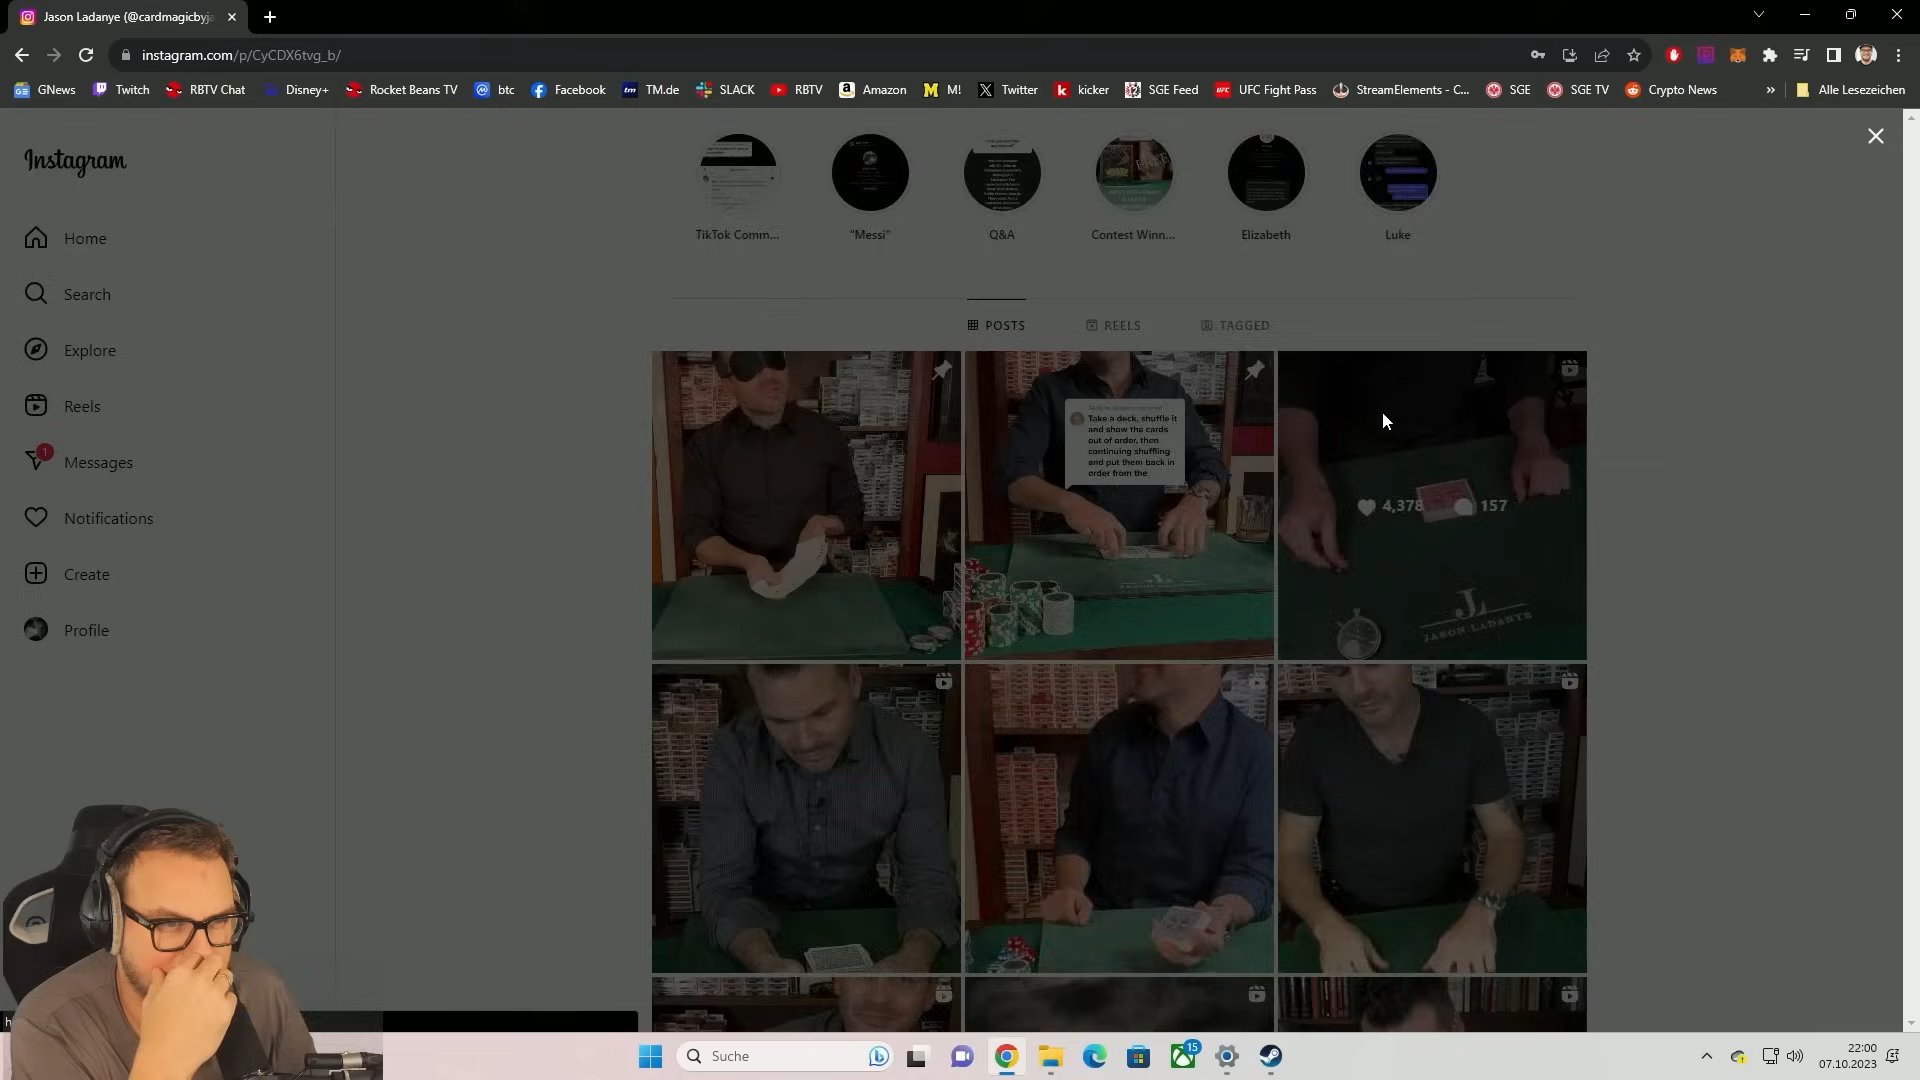 Jason Ladanye (@cardmagicbyja
instagram.com/p/CyCDX6tvg_b/
GNews
Twitch
RBTV Chat
Disney+
Rocket Beans TV
btc
Facebook
TM.de
SLACK
RBTV
Amazon
M!
Twitter
kicker
SGE Feed
UFC Fight Pass
StreamElements - C...
SGE
SGE TV
Crypto News
»
Alle Lesezeichen
Instagram
Home
Search
Explore
Reels
1
Messages
Notifications
Create
Profile
TikTok Comm...
"Messi"
Q&A
Contest Winn...
Elizabeth
Luke
POSTS
REELS
TAGGED
Take a deck, shuffle it
and show the cards
out of order, then
continuing shuffling
and put them back in
order from the
4,378
157
JL
JASON LADANYE
Suche
15
22:00
07.10.2023